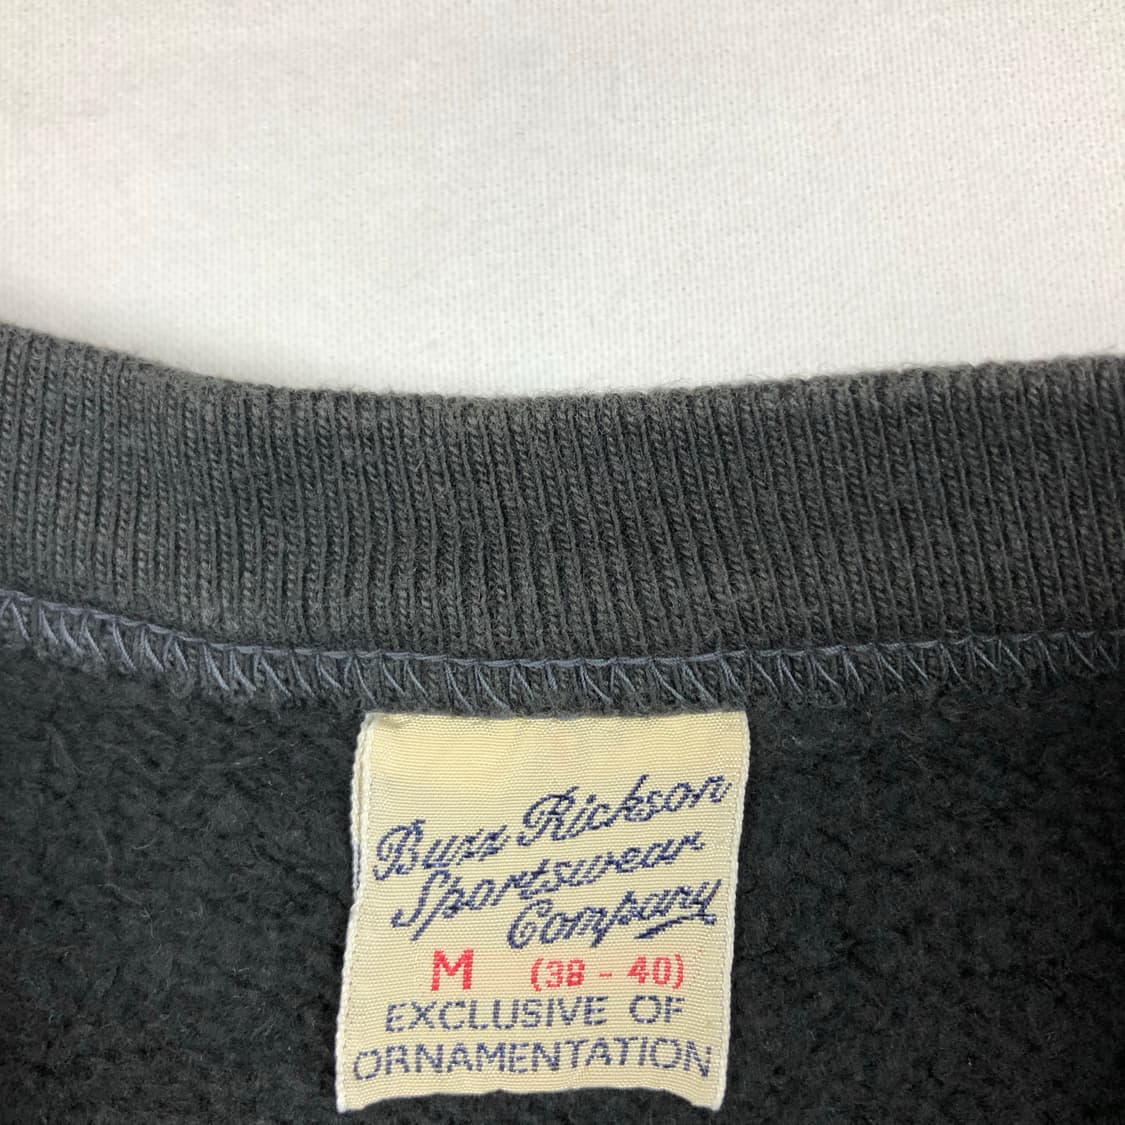 Buzz Rickson
Sportswear
Company
M (38 - 40)
EXCLUSIVE OF
ORNAMENTATION